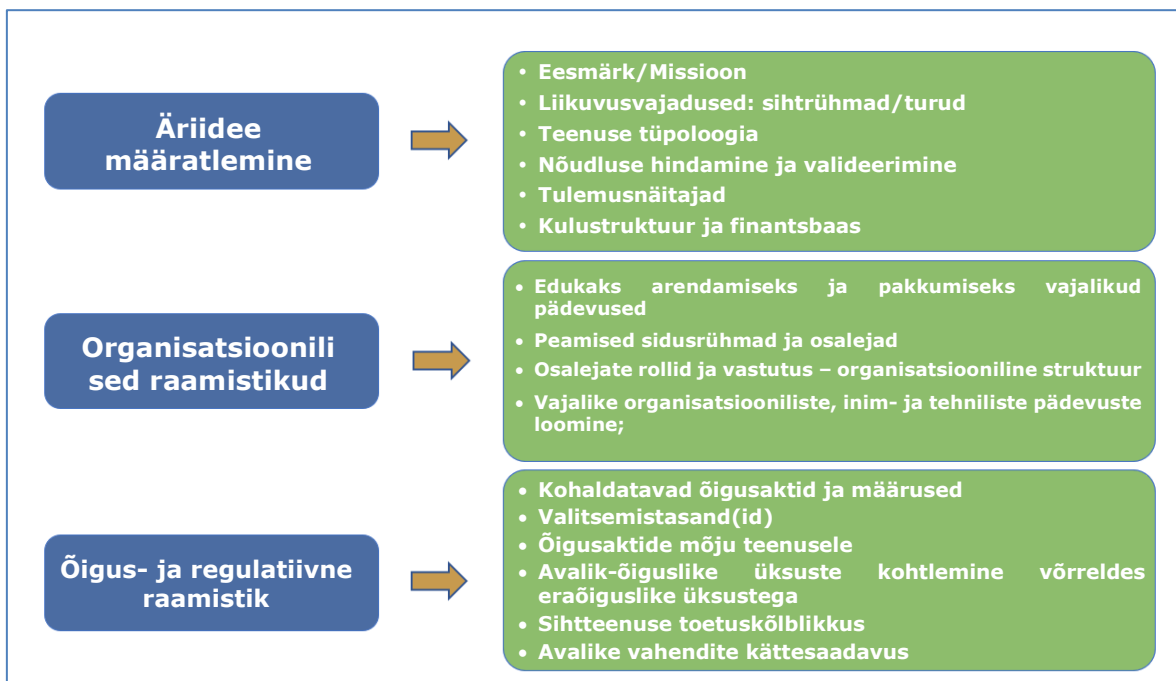 Äriidee
määratlemine
• Eesmärk/Missioon
• Liikuvusvajadused: sihtrühmad/turud
• Teenuse tüpoloogia
• Nõudluse hindamine ja valideerimine
• Tulemusnäitajad
• Kulustruktuur ja finantsbaas
Organisatsioonili
sed raamistikud
• Edukaks arendamiseks ja pakkumiseks vajalikud
pädevused
• Peamised sidusrühmad ja osalejad
• Osalejate rollid ja vastutus – organisatsiooniline struktuur
• Vajalike organisatsiooniliste, inim- ja tehniliste pädevuste
loomine;
Õigus- ja regulatiivne
raamistik
• Kohaldatavad õigusaktid ja määrused
• Valitsemistasand(id)
• Õigusaktide mõju teenusele
• Avalik-õiguslike üksuste kohtlemine võrreldes
eraõiguslike üksustega
• Sihtteenuse toetuskõlblikkus
• Avalike vahendite kättesaadavus